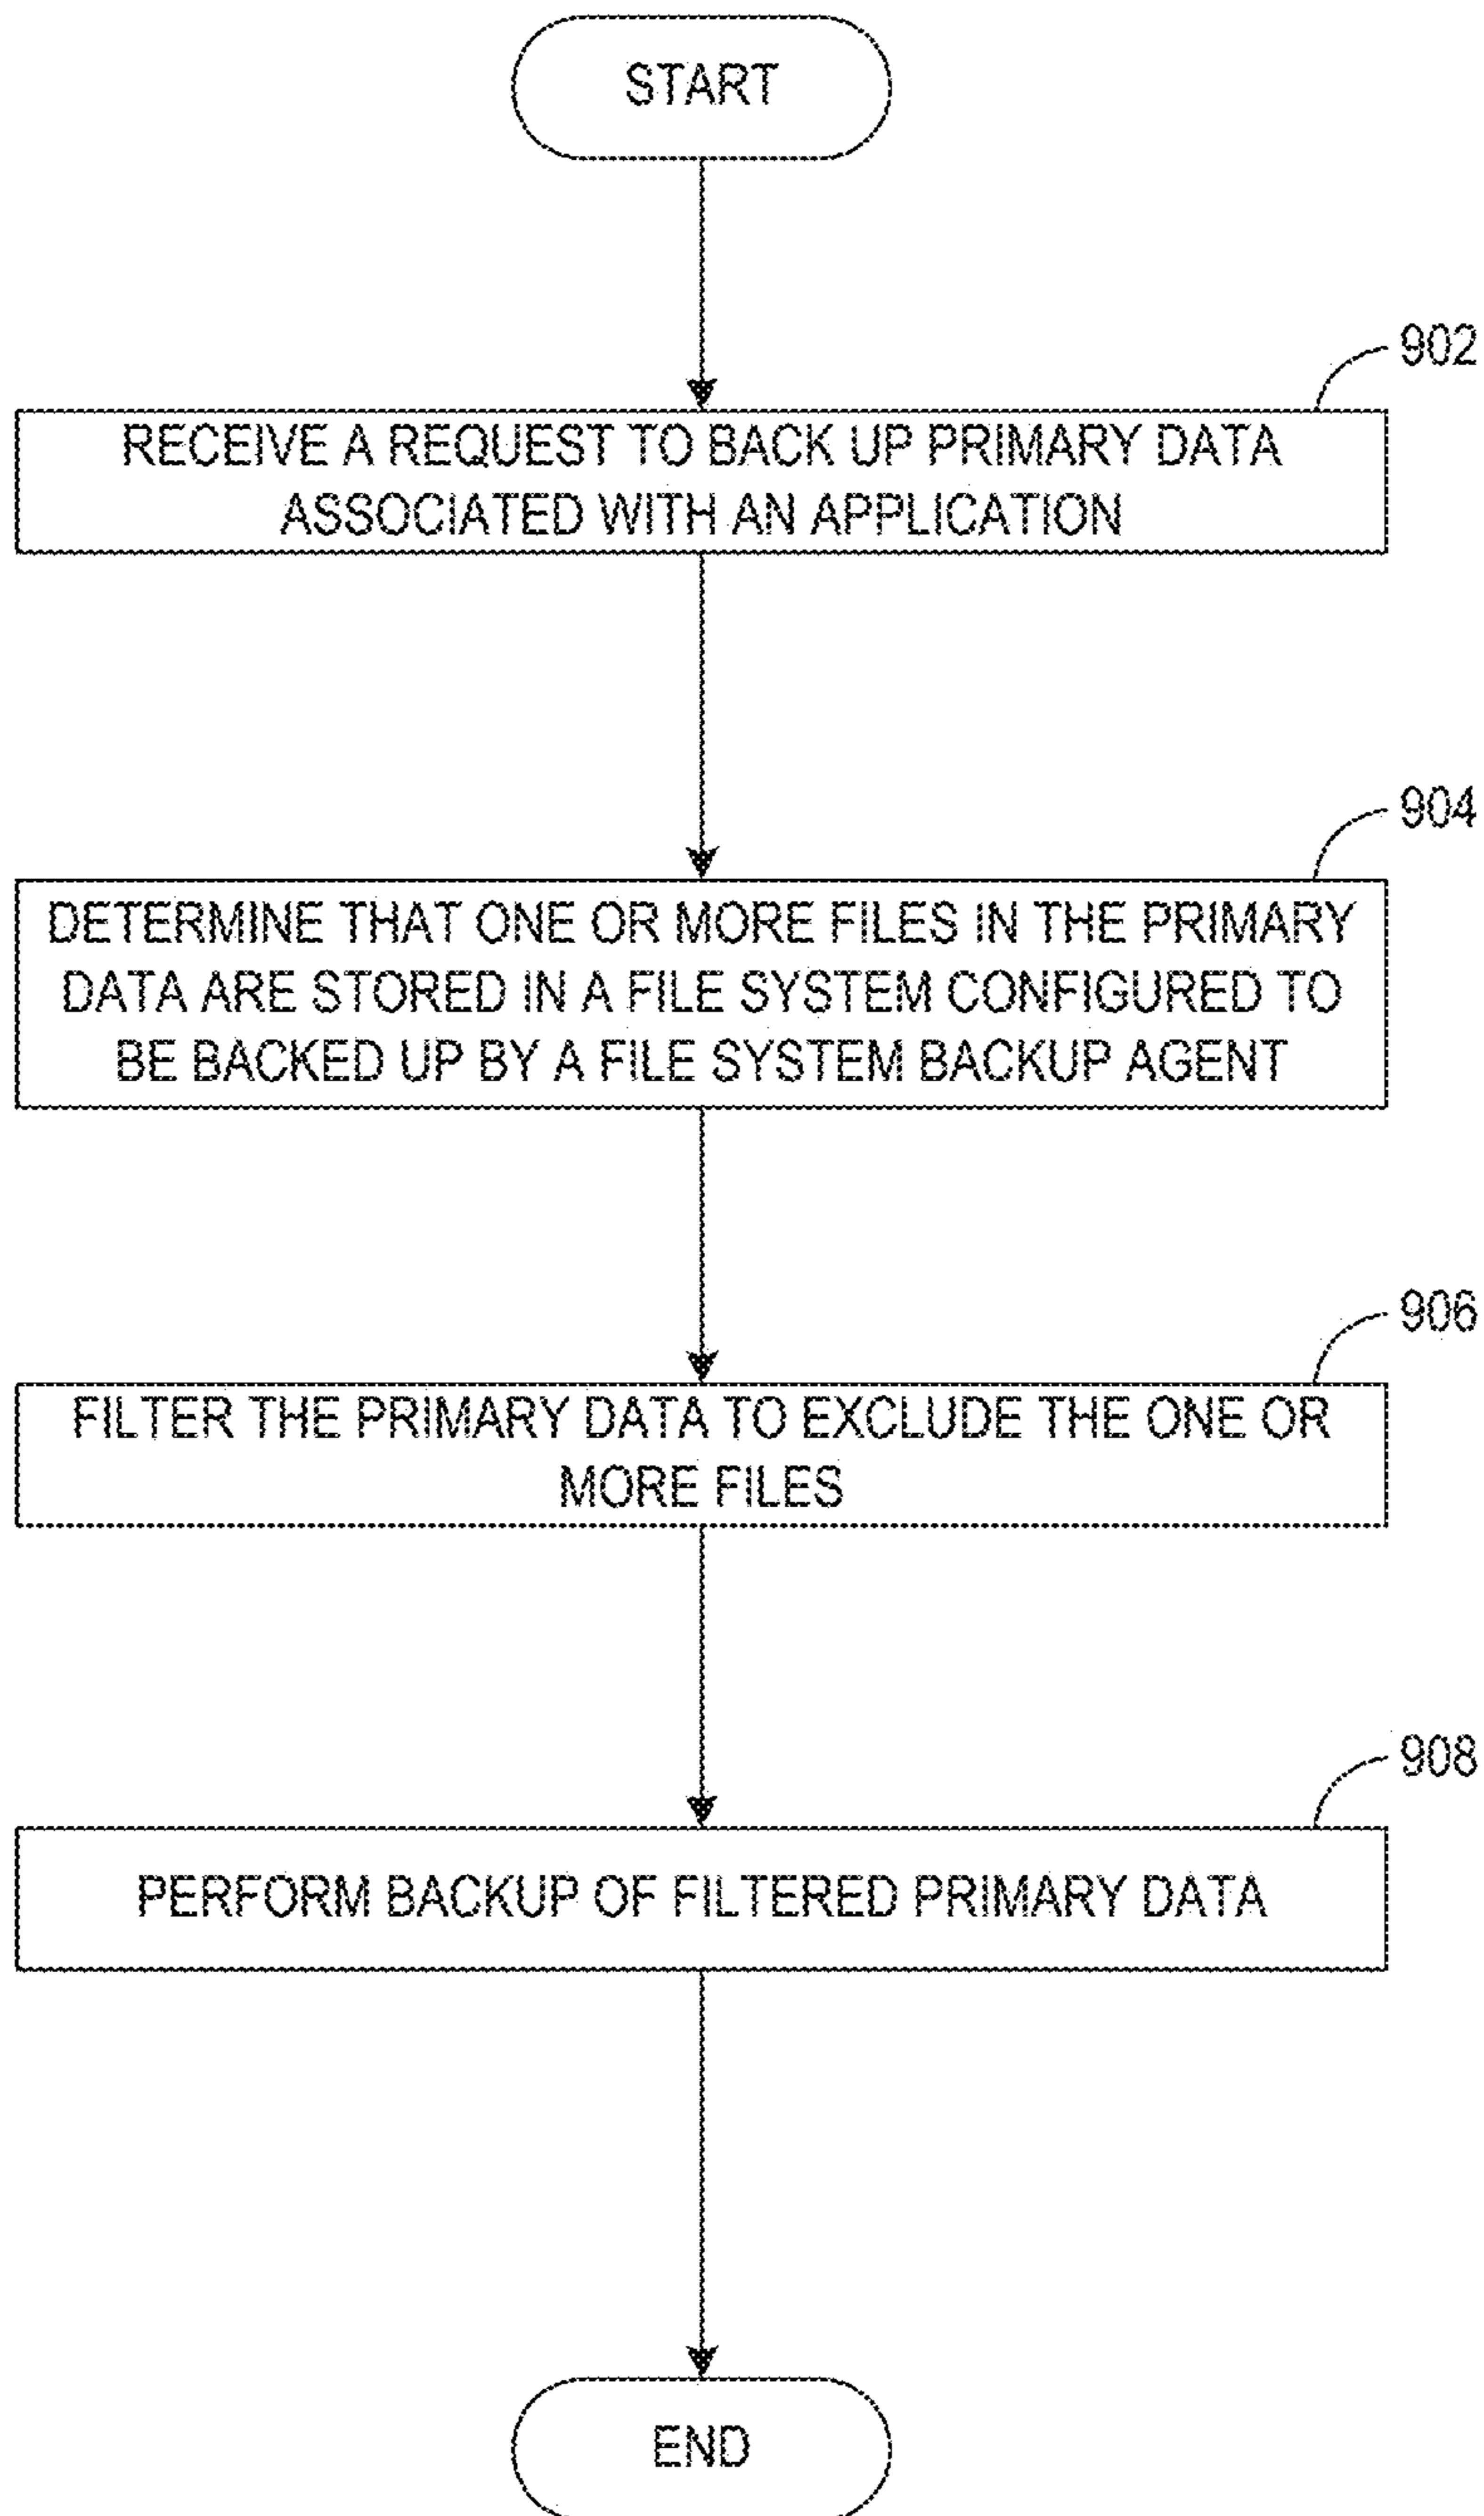 START
902
RECEIVE A REQUEST TO BACK UP PRIMARY DATA
ASSOCIATED WITH AN APPLICATION
904
DETERMINE THAT ONE OR MORE FILES IN THE PRIMARY
DATA ARE STORED IN A FILE SYSTEM CONFIGURED TO
BE BACKED UP BY A FILE SYSTEM BACKUP AGENT
906
FILTER THE PRIMARY DATA TO EXCLUDE THE ONE OR
MORE FILES
908
PERFORM BACKUP OF FILTERED PRIMARY DATA
END